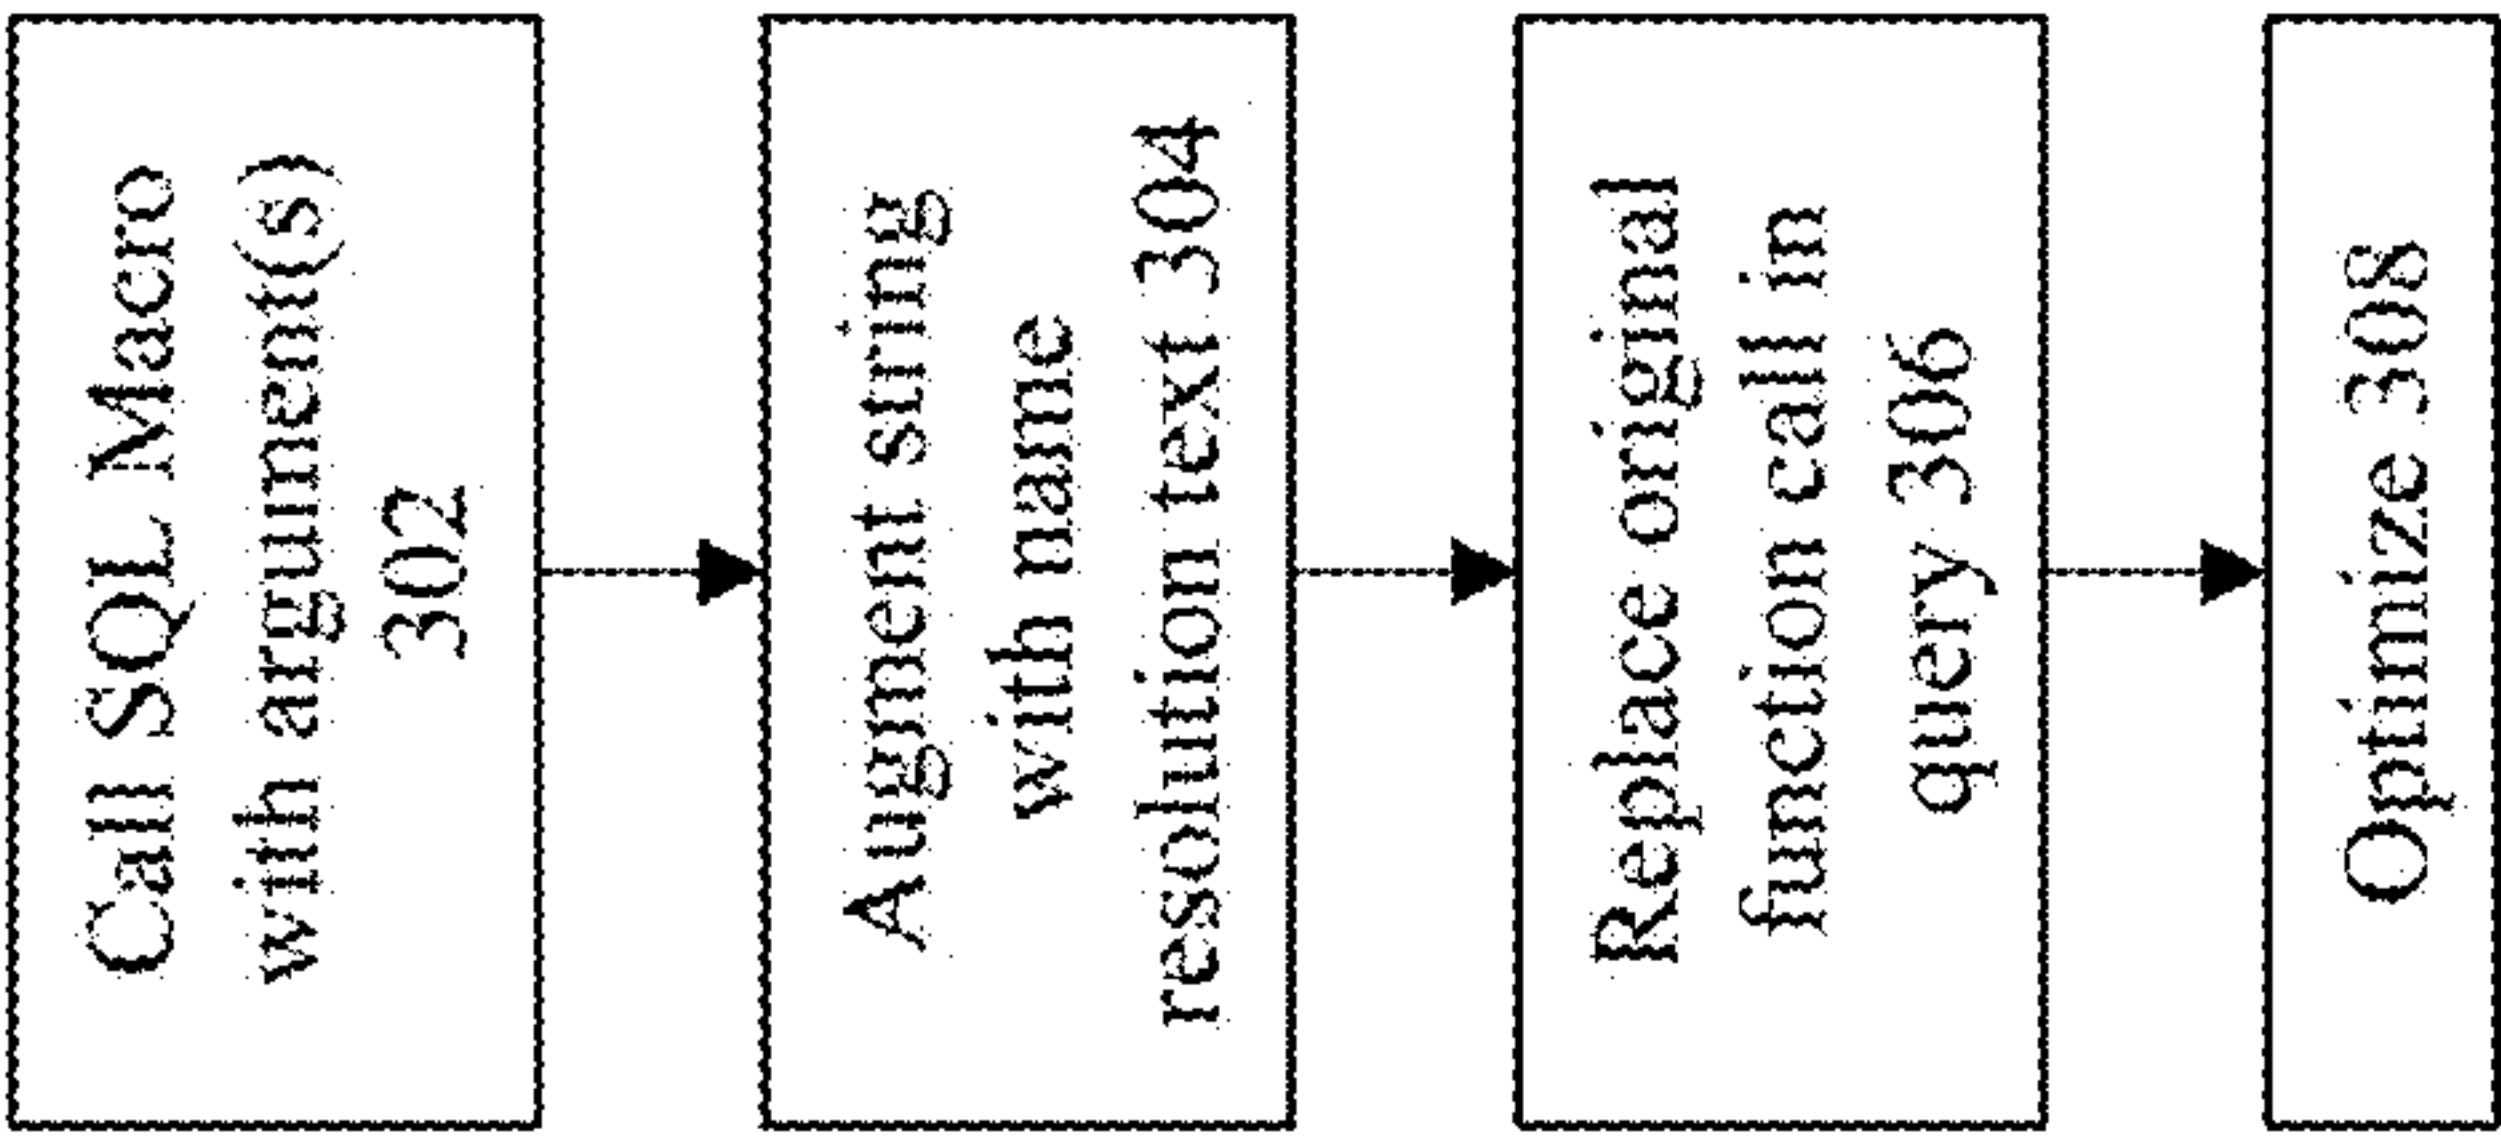 Call SQL Macro
with argument(s)
302
Augment string
with name
resolution text 304
Replace original
function call in
query 306
Optimize 308